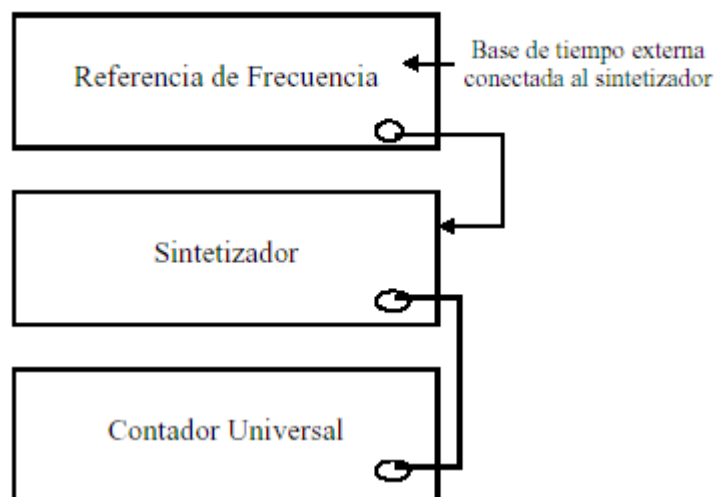 Referencia de Frecuencia
Base de tiempo externa
conectada al sintetizador
Sintetizador
Contador Universal